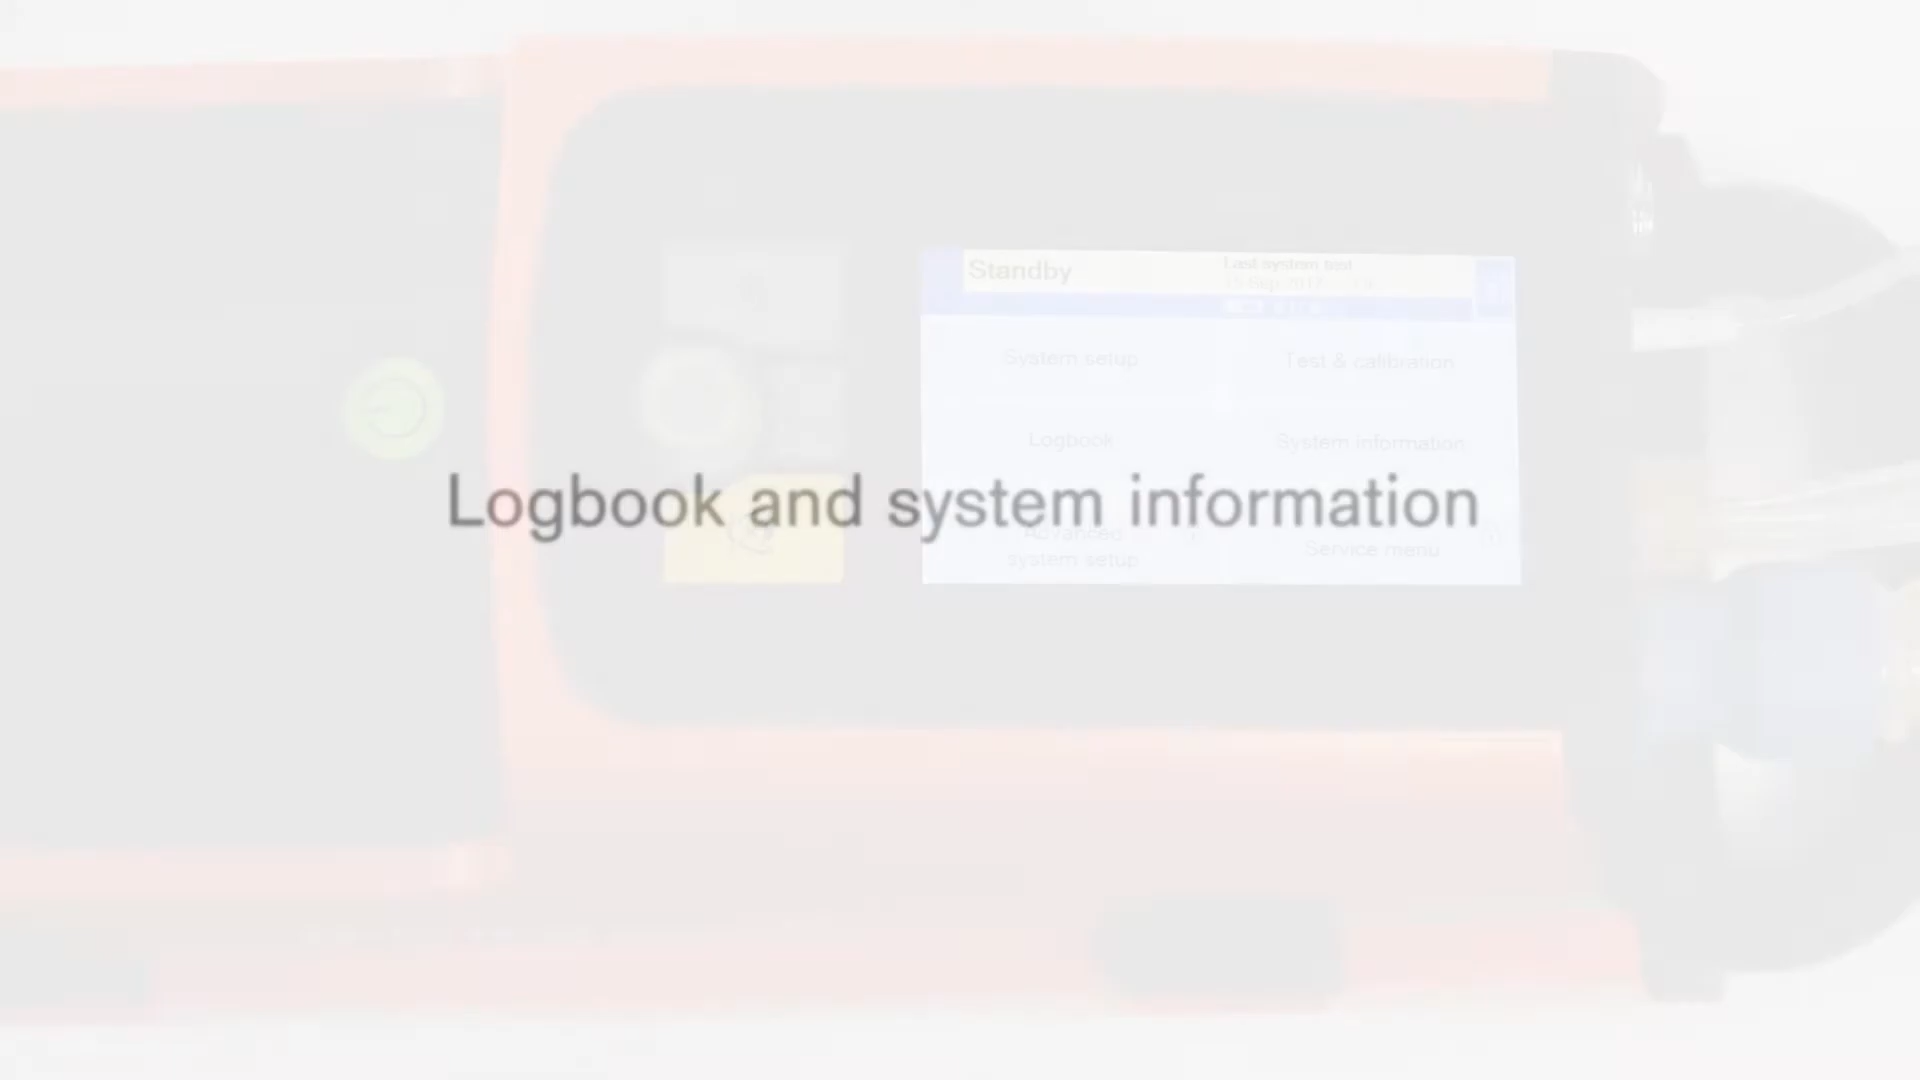 Standby
Last system test
System setup
Test & calibration
Logbook
System information
Logbook and system information
Advanced
system setup
Service menu